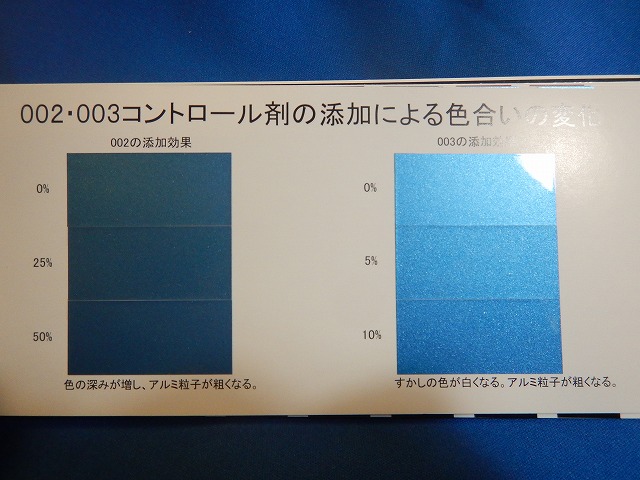 002・003コントロール剤の添加による色合いの変化
002の添加効果
0%
25%
50%
色の深みが増し、アルミ粒子が粗くなる。
003の添加効
0%
5%
10%
すかしの色が白くなる。アルミ粒子が粗くなる。